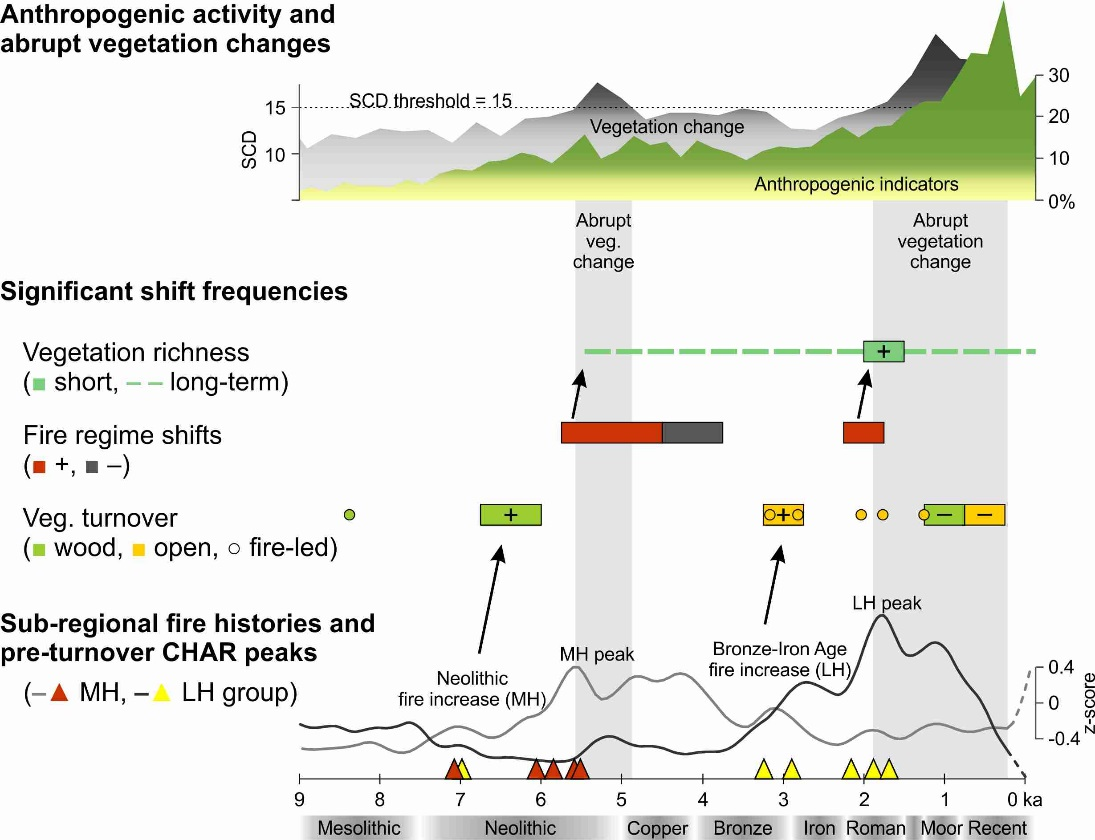 Anthropogenic activity and
abrupt vegetation changes
SCD threshold = 15
Vegetation change
Anthropogenic indicators
SCD
15
10
30
20
10
0%
Abrupt
veg.
change
Abrupt
vegetation
change
Significant shift frequencies
Vegetation richness
(■ short, – – long-term)
+
Fire regime shifts
(■ +, ■ –)
Veg. turnover
(■ wood, ■ open, ○ fire-led)
+
+
–
–
Sub-regional fire histories and
pre-turnover CHAR peaks
(–▲ MH, –▲ LH group)
Neolithic
fire increase (MH)
MH peak
Bronze-Iron Age
fire increase (LH)
LH peak
0.4
0
-0.4
z-score
9 8 7 6 5 4 3 2 1 0 ka
Mesolithic Neolithic Copper Bronze Iron Roman Moor Recent